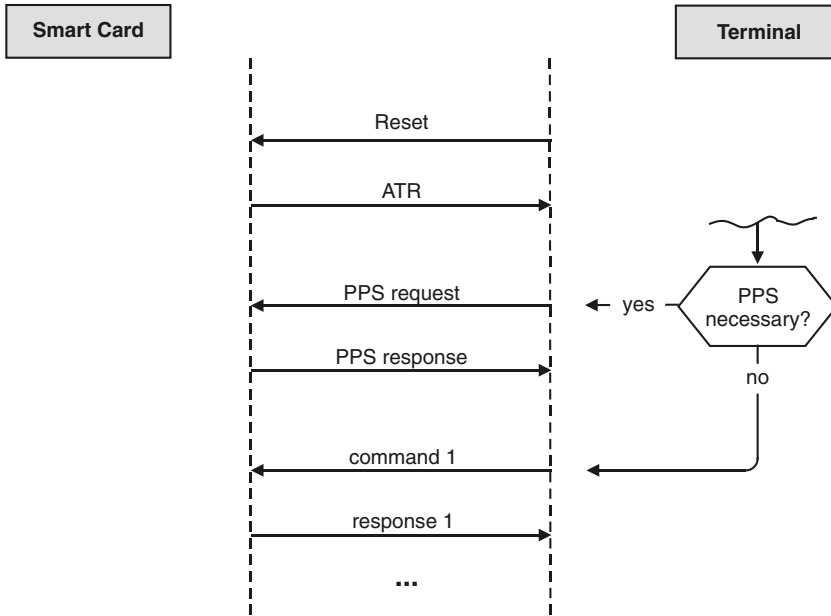 Smart Card
Terminal
Reset
ATR
PPS request
yes
PPS
necessary?
PPS response
no
command 1
response 1
...